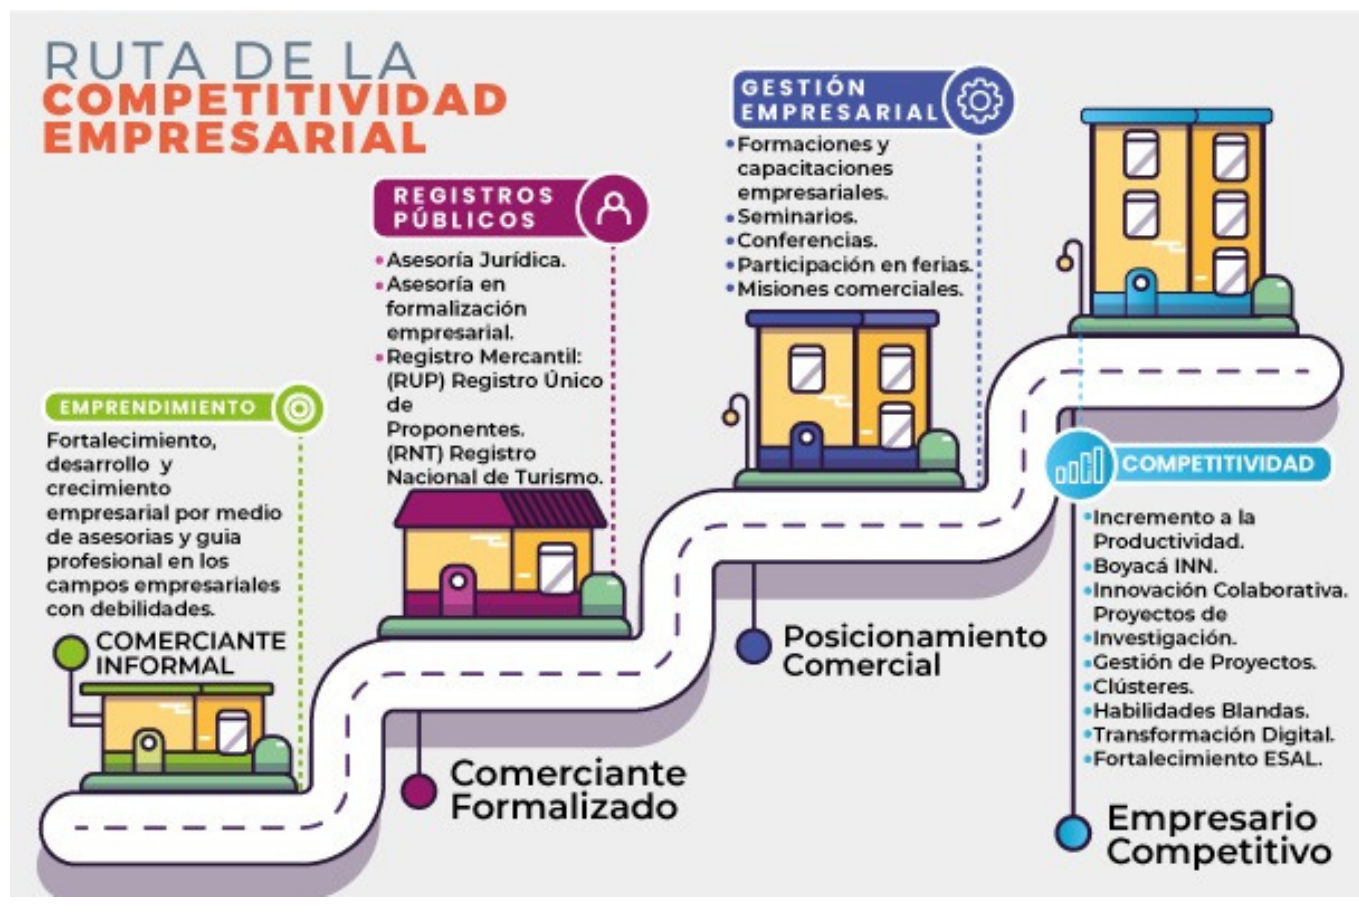 RUTA DE LA
COMPETITIVIDAD
EMPRESARIAL
EMPRENDIMIENTO
Fortalecimiento,
desarrollo y
crecimiento
empresarial por medio
de asesorias y guia
profesional en los
campos empresariales
con debilidades.
COMERCIANTE
INFORMAL
REGISTROS
PÚBLICOS
•Asesoría Jurídica.
•Asesoría en
formalización
empresarial.
•Registro Mercantil:
(RUP) Registro Único
de
Proponentes.
(RNT) Registro
Nacional de Turismo.
Comerciante
Formalizado
GESTIÓN
EMPRESARIAL
•Formaciones y
capacitaciones
empresariales.
•Seminarios.
•Conferencias.
•Participación en ferias.
•Misiones comerciales.
Posicionamiento
Comercial
COMPETITIVIDAD
•Incremento a la
Productividad.
•Boyacá INN.
•Innovación Colaborativa.
Proyectos de
•Investigación.
•Gestión de Proyectos.
•Clústeres.
•Habilidades Blandas.
•Transformación Digital.
•Fortalecimiento ESAL.
Empresario
Competitivo